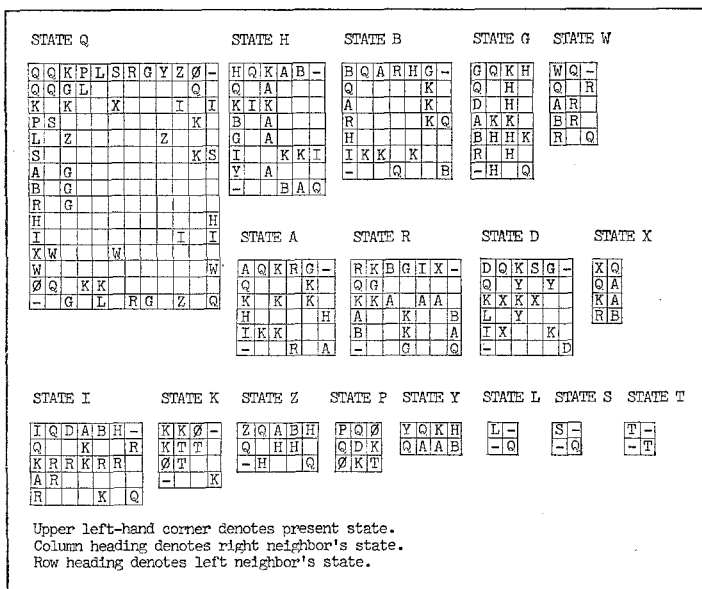 STATE Q STATE H STATE B STATE G STATE W
Q Q K P L S R G Y Z Ø - H Q K A B - B Q A R H G - G Q K H W Q -
Q Q G L Q Q A Q K Q H Q R
K K X I I K I K A K D H A R
P S K B A R K Q A K K B R
L Z Z G A H B H H K R Q
S K S I K K I I K K K R H
A G Y A - Q B - H Q
B G - B A Q
R G
H H
I I I STATE A STATE R STATE D STATE X
X W W A Q K R G - R K B G I X - D Q K S G - X Q
W W Q K Q G Q Y Y Q A
Ø Q K K K K K K K K A A A K X K X K A
- G L R G Z Q H H A K B L Y R B
I K K B K A I X K
- R A - G Q - D
STATE I STATE K STATE Z STATE P STATE Y STATE L STATE S STATE T
I Q D A B H - K K Ø - Z Q A B H P Q Ø Y Q K H L - S - T -
Q K R K T T Q H H Q D K Q A A B - Q - Q - T
K R R K R R Ø T - H Q Ø K T
A R - K
R K Q
Upper left-hand corner denotes present state.
Column heading denotes right neighbor's state.
Row heading denotes left neighbor's state.